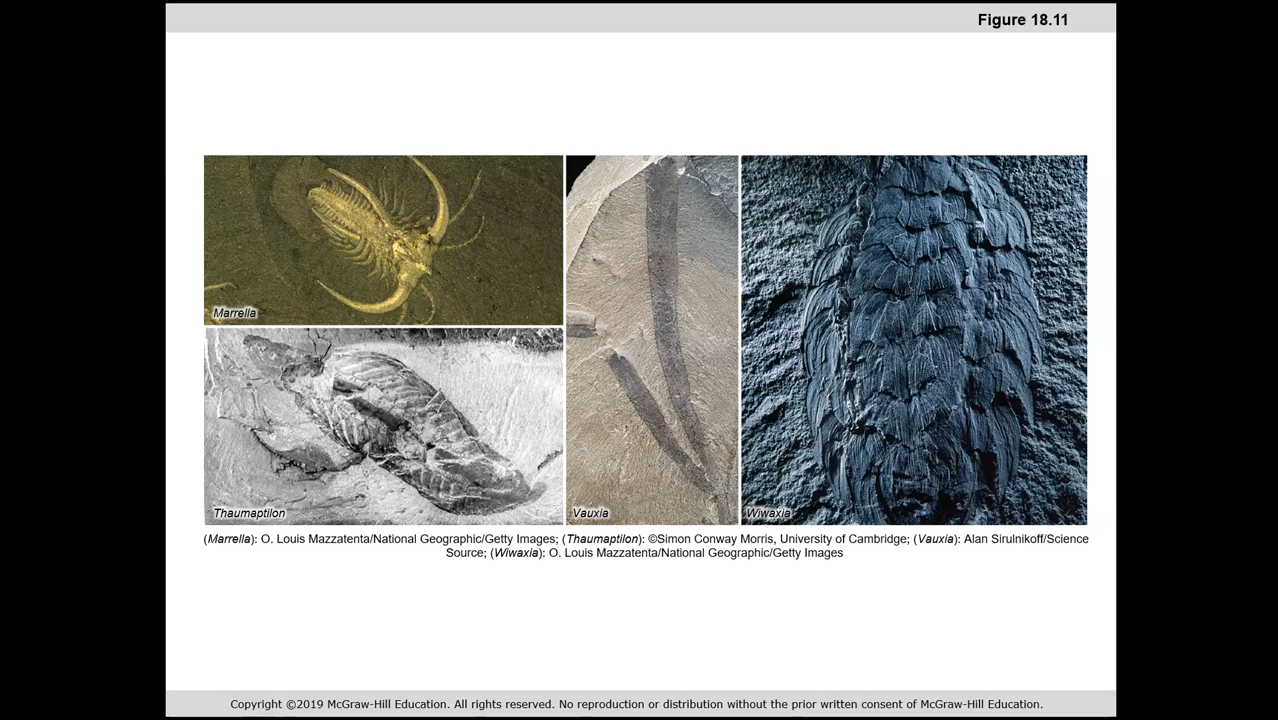 Figure 18.11
Marrella
Thaumaptilon
Vauxia
Wiwaxia
(Marrella): O. Louis Mazzatenta/National Geographic/Getty Images; (Thaumaptilon): ©Simon Conway Morris, University of Cambridge; (Vauxia): Alan Sirulnikoff/Science
Source; (Wiwaxia): O. Louis Mazzatenta/National Geographic/Getty Images
Copyright ©2019 McGraw-Hill Education. All rights reserved. No reproduction or distribution without the prior written consent of McGraw-Hill Education.